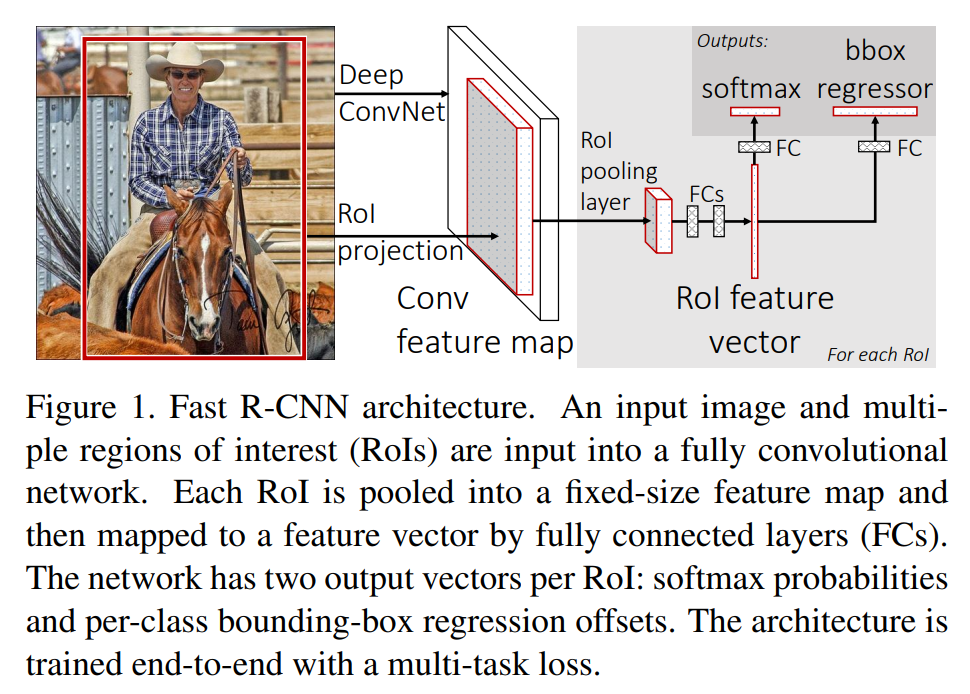 Outputs:
bbox
softmax regressor
Deep
ConvNet
FC FC
RoI
pooling
layer
FCs
RoI
projection
Conv
feature map
RoI feature
vector
For each RoI
Figure 1. Fast R-CNN architecture. An input image and multi-
ple regions of interest (RoIs) are input into a fully convolutional
network. Each RoI is pooled into a fixed-size feature map and
then mapped to a feature vector by fully connected layers (FCs).
The network has two output vectors per RoI: softmax probabilities
and per-class bounding-box regression offsets. The architecture is
trained end-to-end with a multi-task loss.